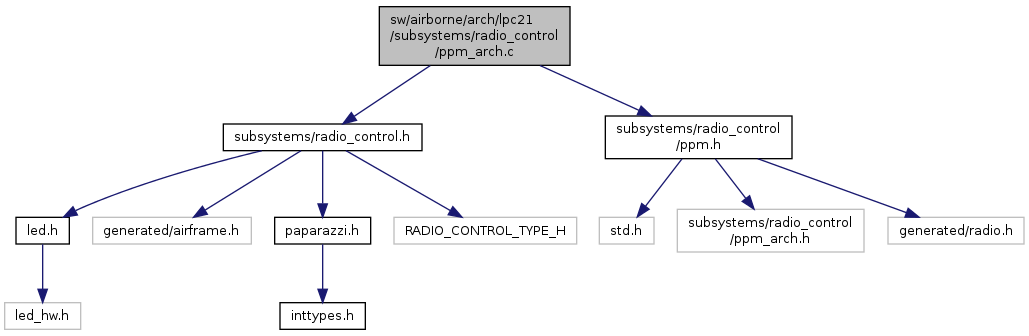 sw/airborne/arch/lpc21
/subsystems/radio_control
/ppm_arch.c
subsystems/radio_control.h
subsystems/radio_control
/ppm.h
led.h
generated/airframe.h
paparazzi.h
RADIO_CONTROL_TYPE_H
std.h
subsystems/radio_control
/ppm_arch.h
generated/radio.h
led_hw.h
inttypes.h